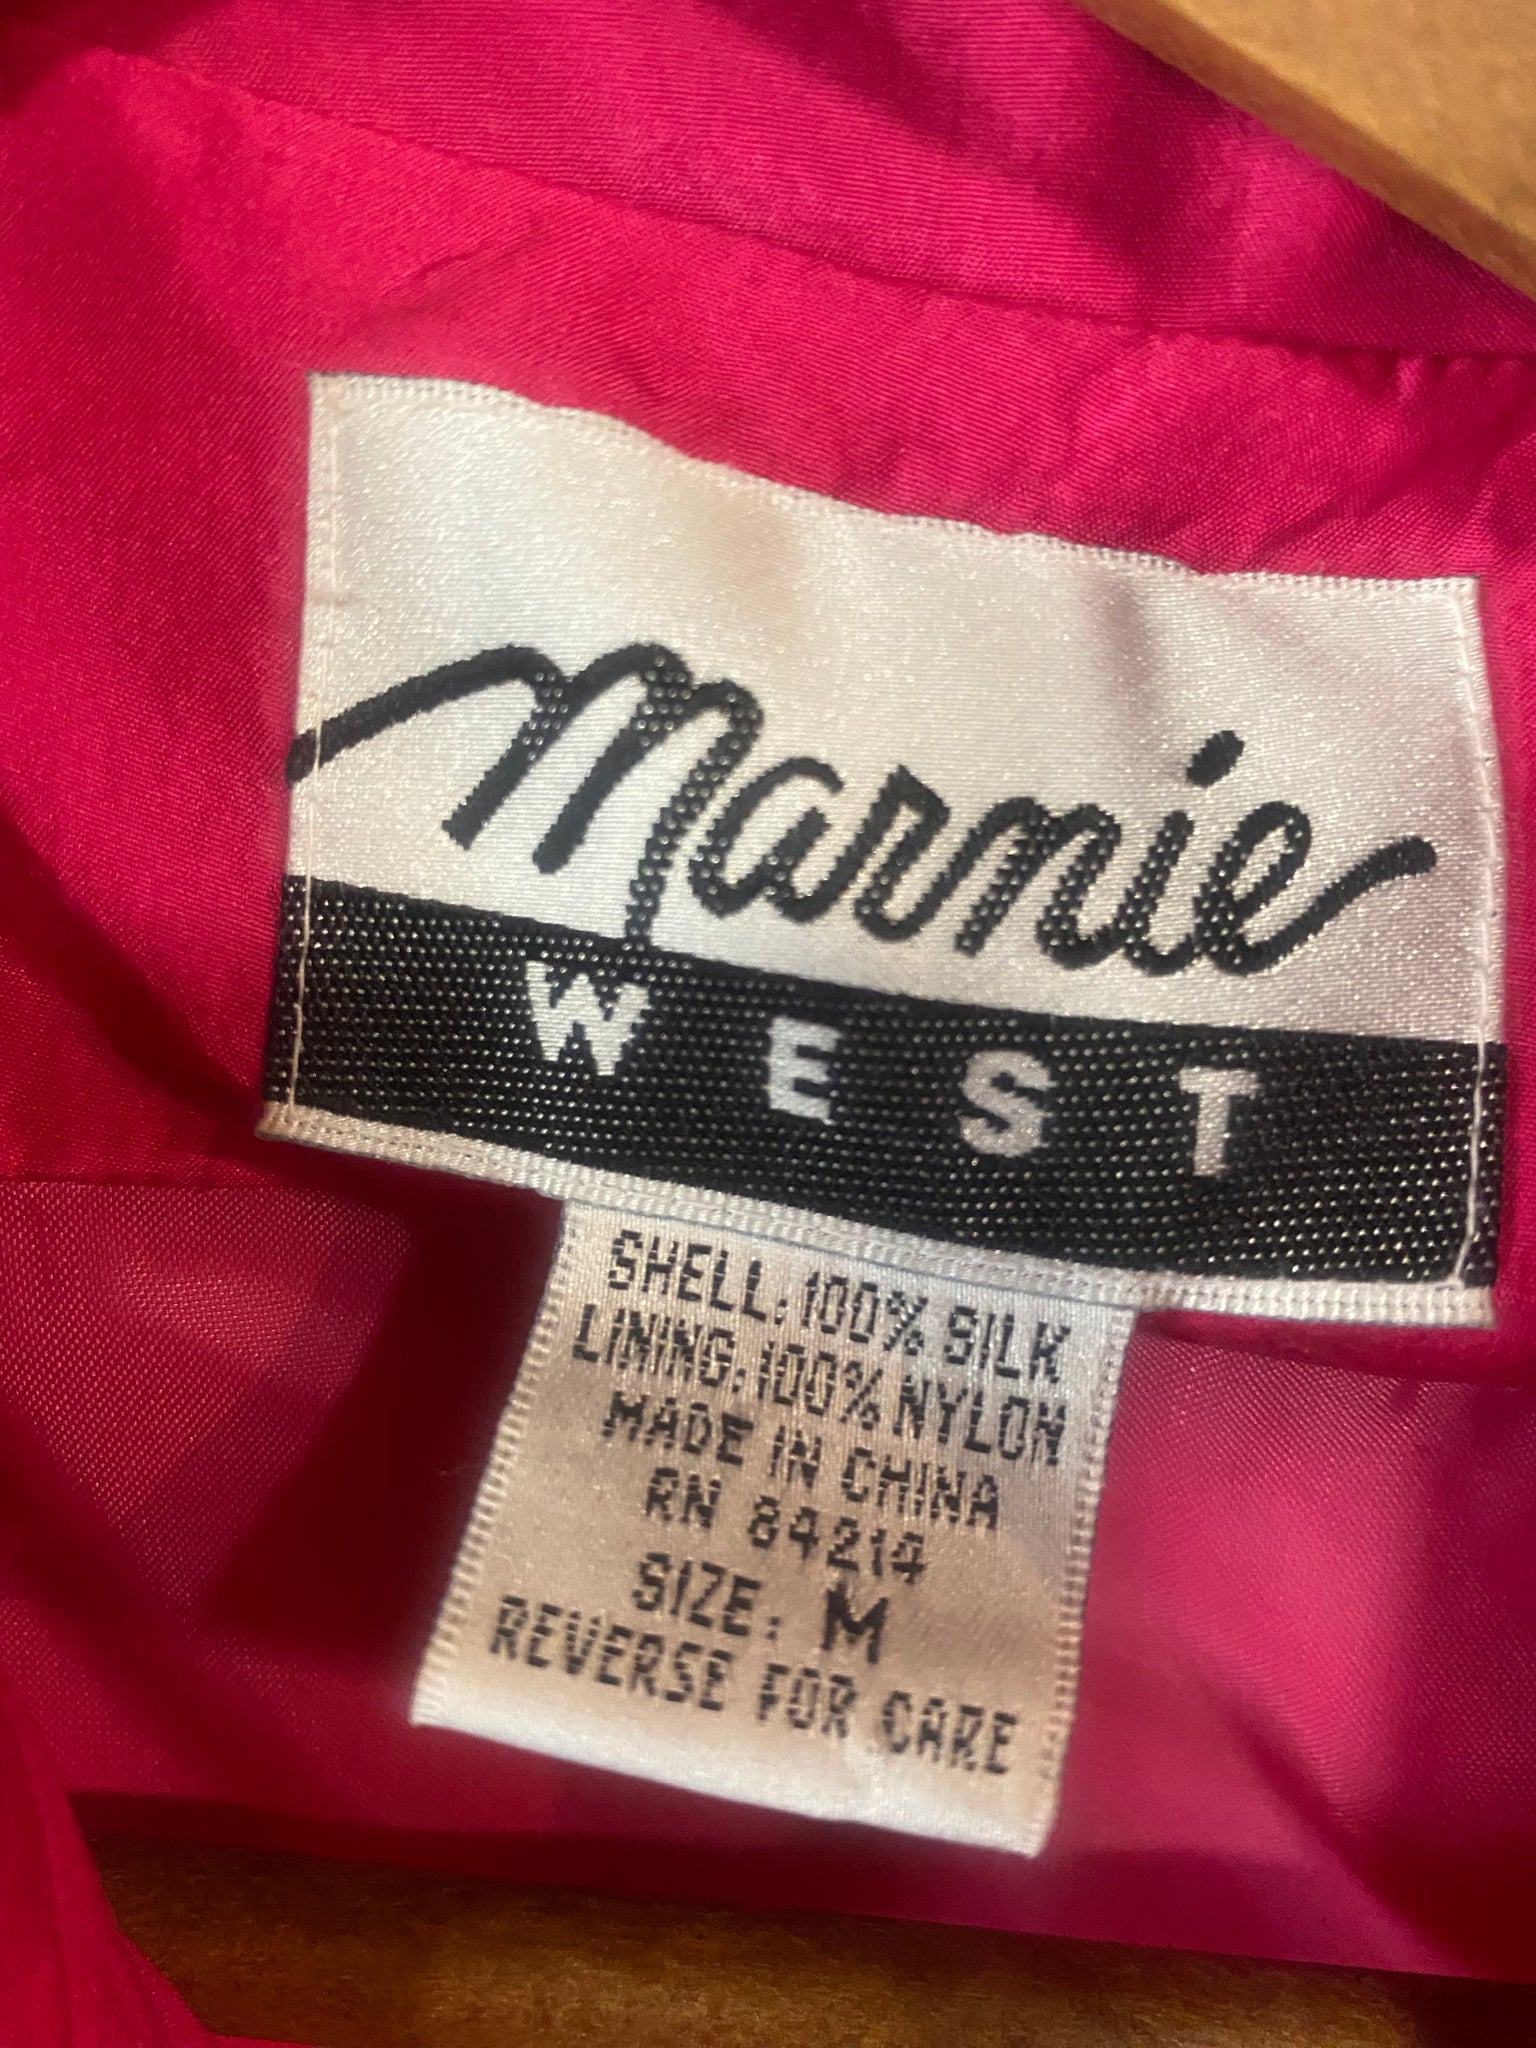 marnie
WEST
SHELL: 100% SILK
LINING: 100% NYLON
MADE IN CHINA
RN 84214
SIZE: M
REVERSE FOR CARE